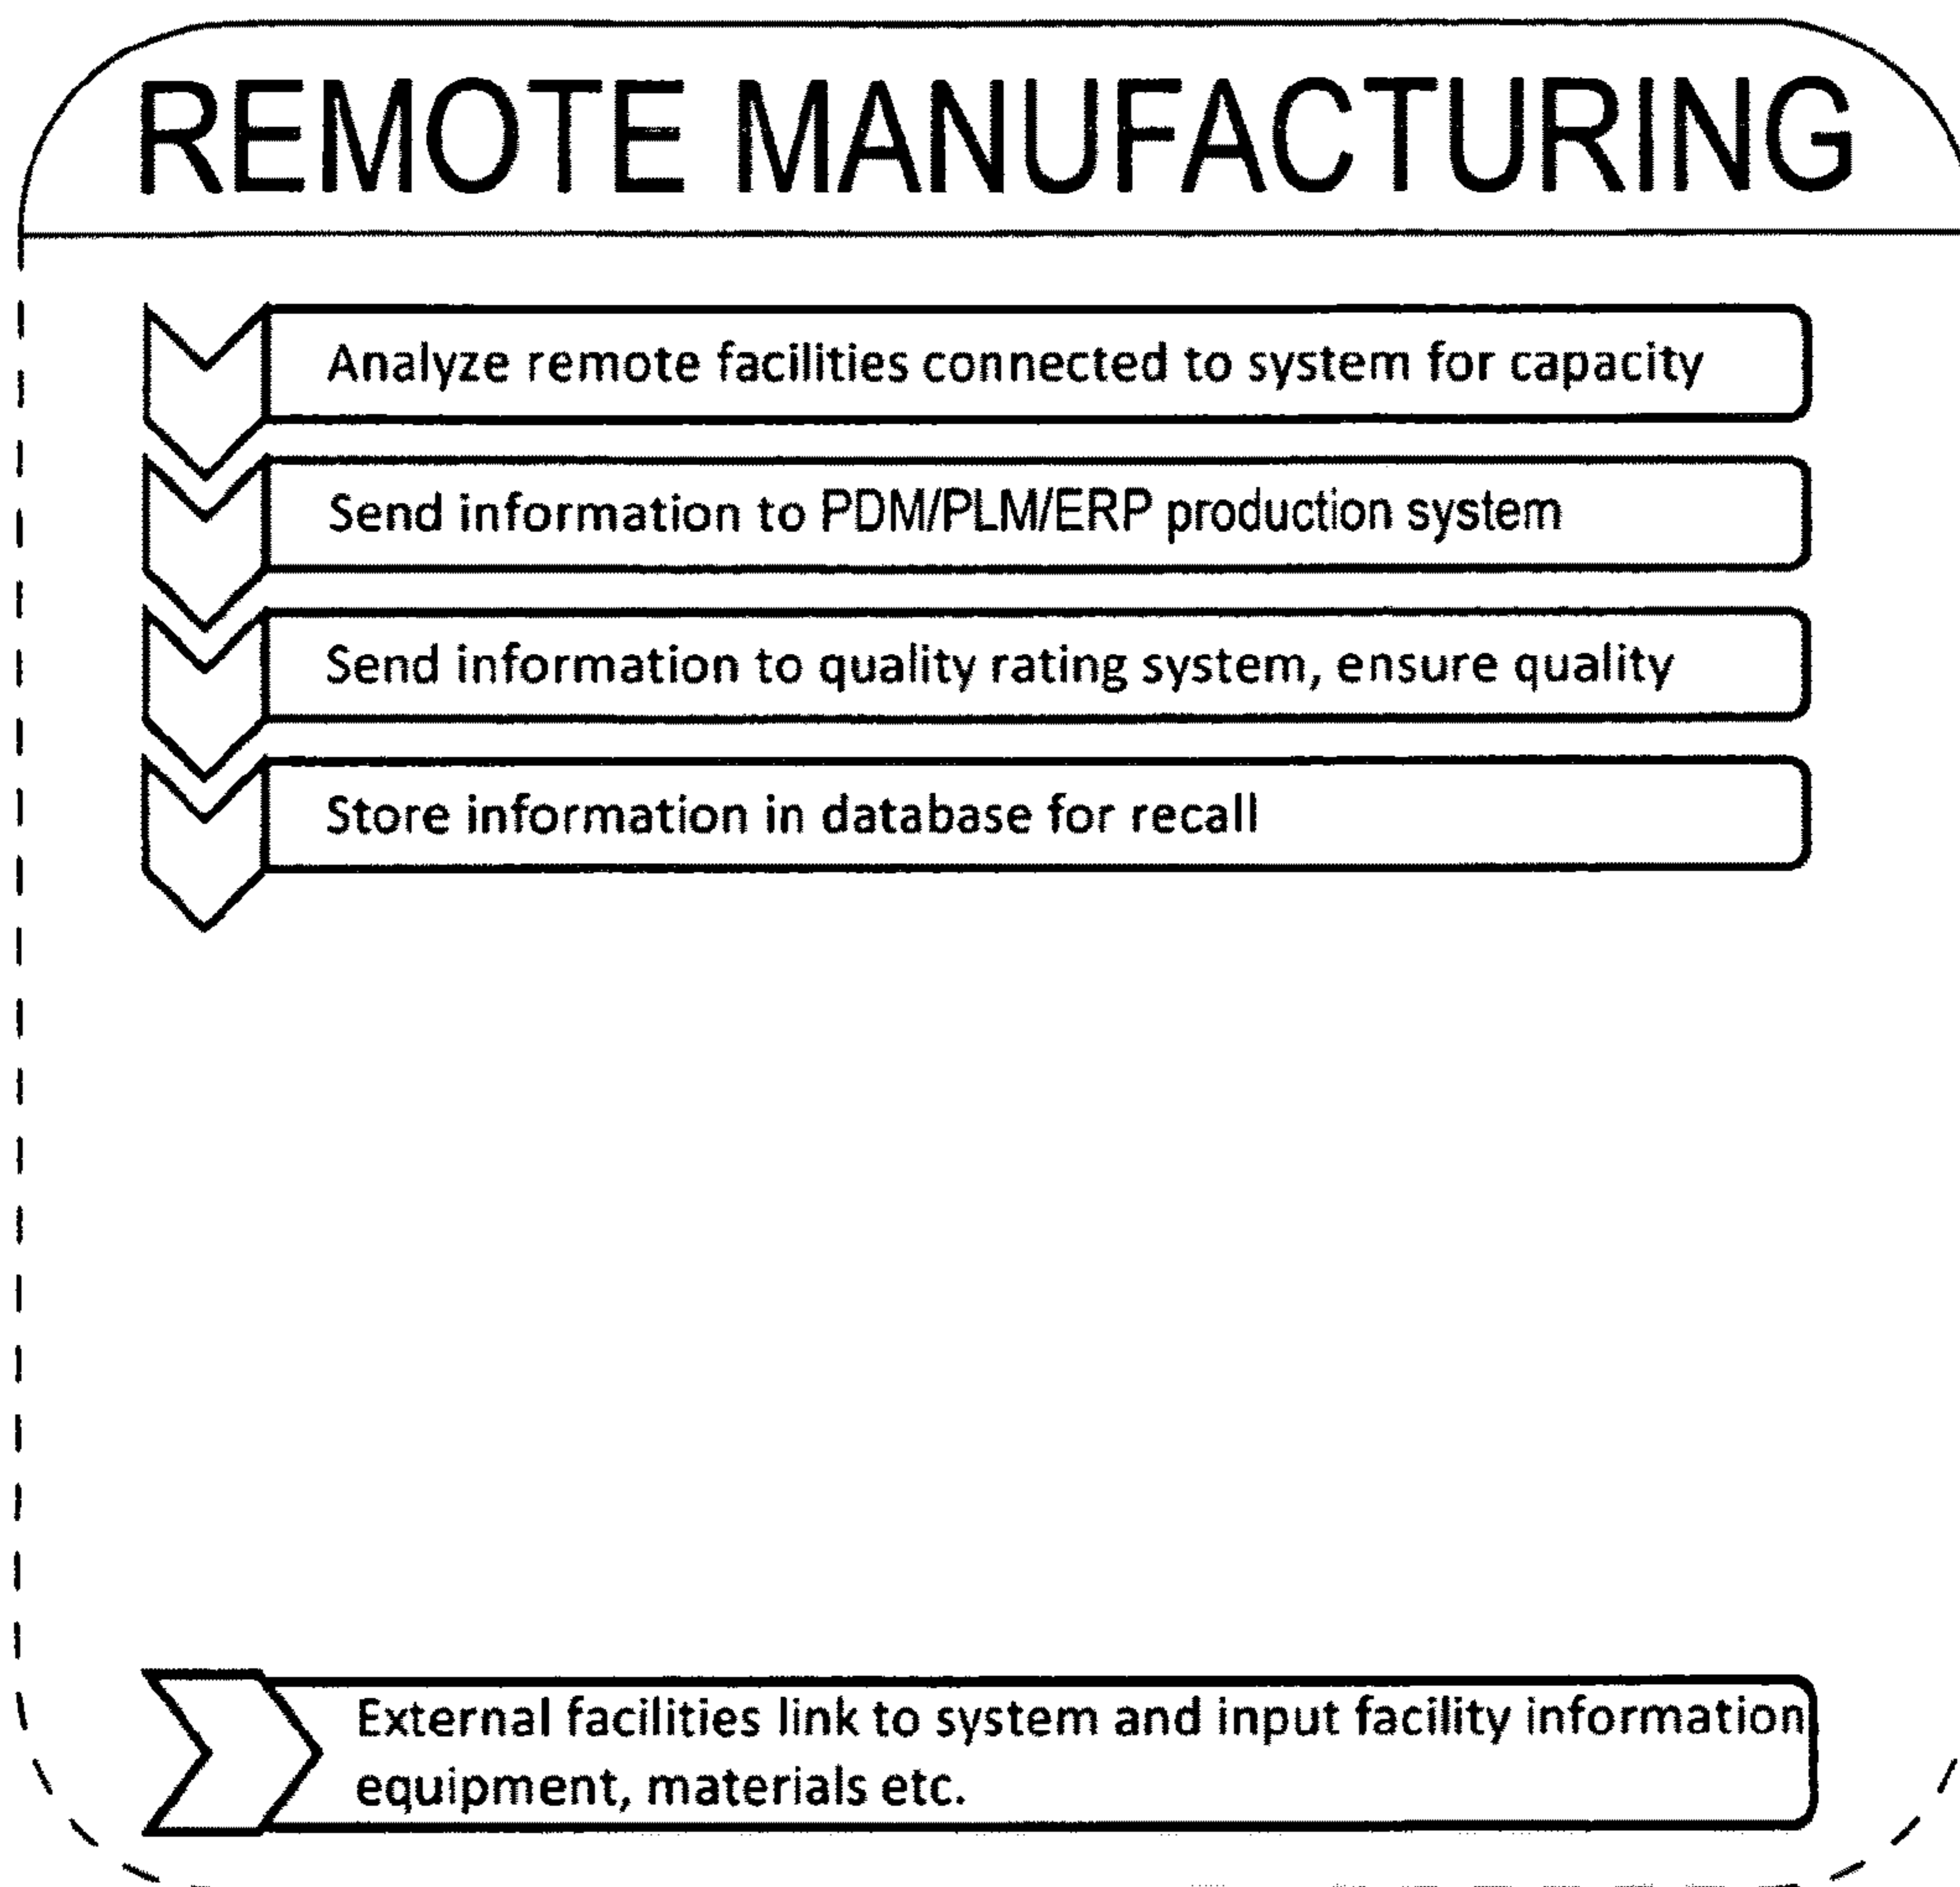 REMOTE MANUFACTURING
Analyze remote facilities connected to system for capacity
Send information to PDM/PLM/ERP production system
Send information to quality rating system, ensure quality
Store information in database for recall
External facilities link to system and input facility information
equipment, materials etc.